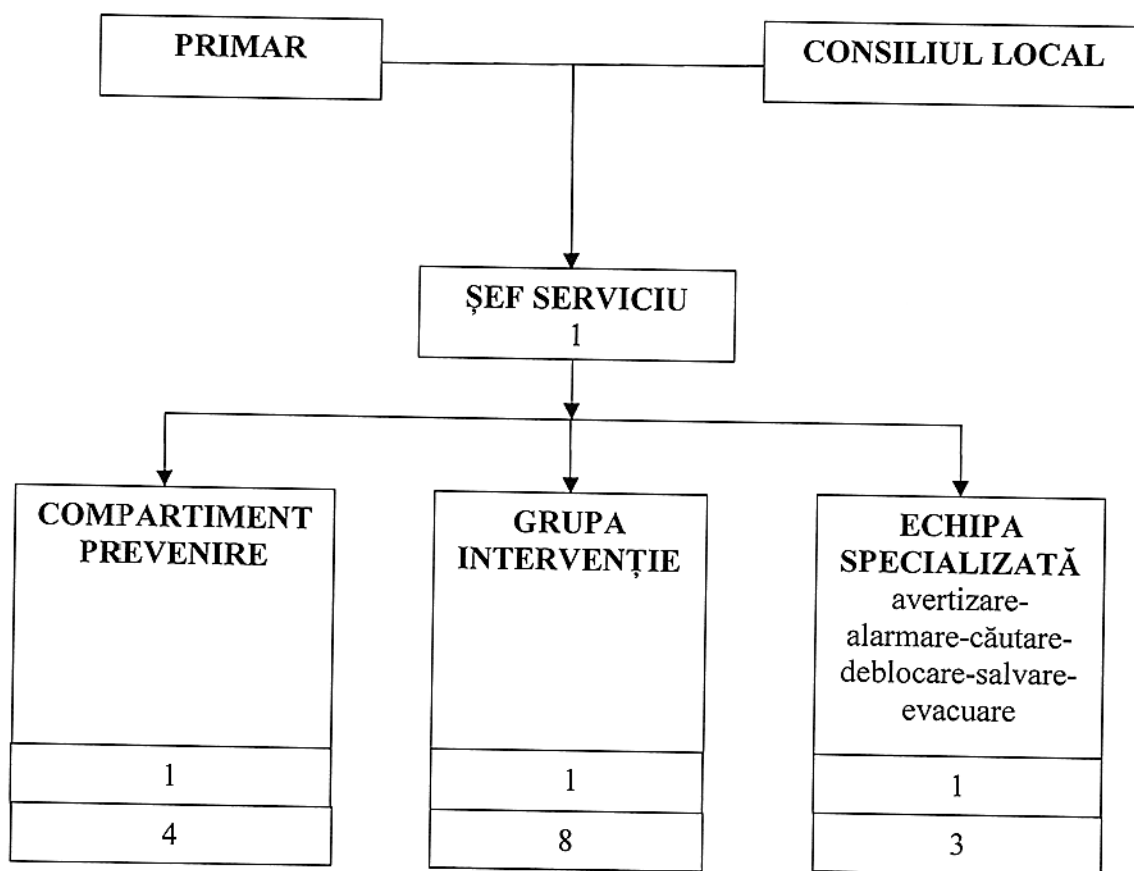 PRIMAR
CONSILIUL LOCAL
ȘEF SERVICIU
1
COMPARTIMENT
PREVENIRE
1
4
GRUPA
INTERVENȚIE
1
8
ECHIPA
SPECIALIZATĂ
avertizare-
alarmare-căutare-
deblocare-salvare-
evacuare
1
3